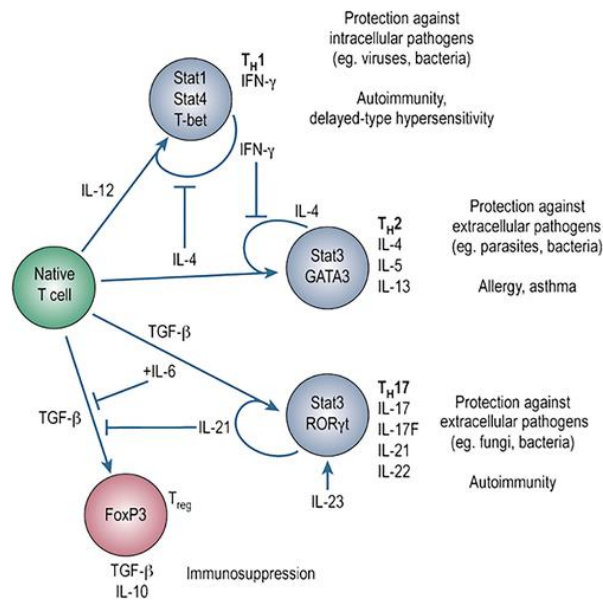 Protection against
intracellular pathogens
(eg. viruses, bacteria)
Autoimmunity,
delayed-type hypersensitivity
TH1
IFN-γ
Stat1
Stat4
T-bet
IFN-γ
IL-12
IL-4
IL-4
Protection against
extracellular pathogens
(eg. parasites, bacteria)
Allergy, asthma
TH2
IL-4
IL-5
IL-13
Stat3
GATA3
Native
T cell
TGF-β
+IL-6
TGF-β
IL-21
Stat3
RORγt
TH17
IL-17
IL-17F
IL-21
IL-22
Protection against
extracellular pathogens
(eg. fungi, bacteria)
Autoimmunity
IL-23
FoxP3
Treg
TGF-β
IL-10
Immunosuppression